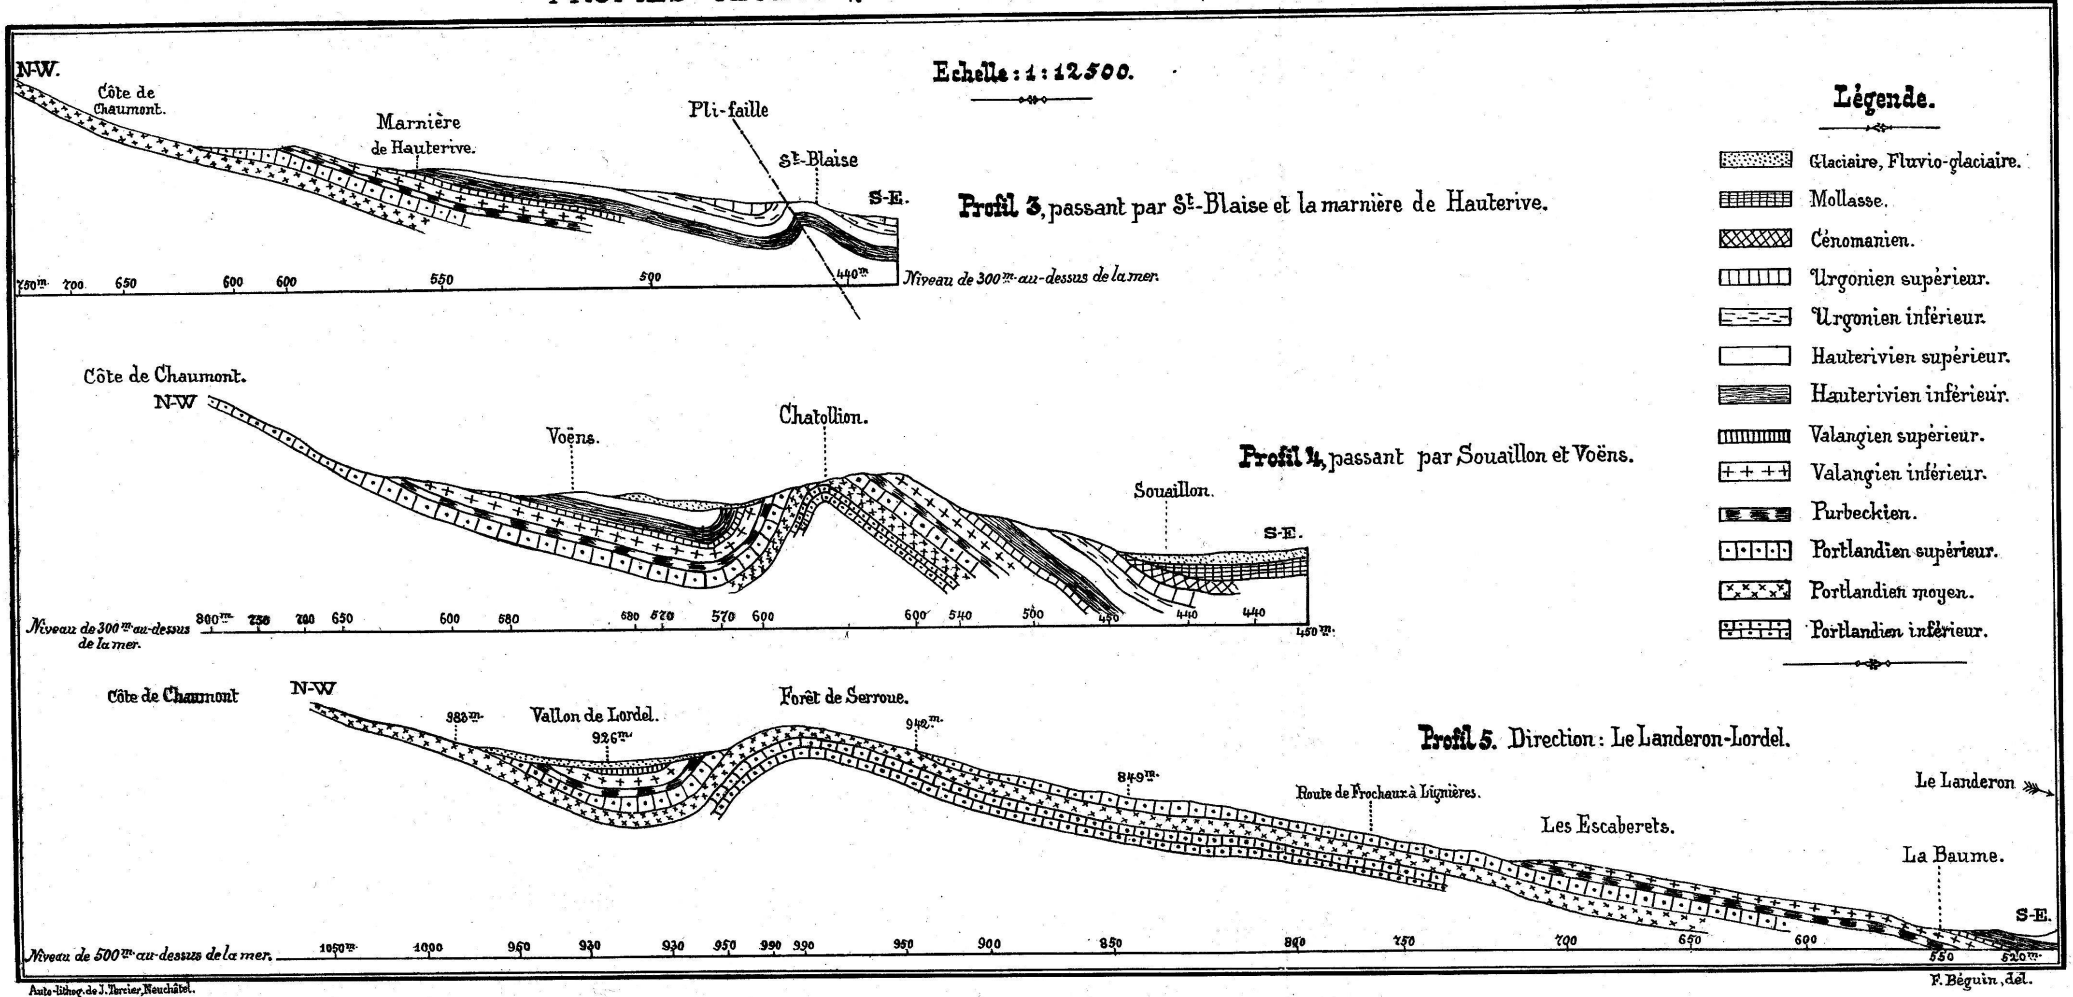 N-W.
Côte de
Chaumont.
Marnière
de Hauterive.
Pli-faille
St-Blaise
S-E.
Echelle: 1:12500.
Profil 3, passant par St-Blaise et la marnière de Hauterive.
750m. 700. 650 600 600 550 500 440m
Niveau de 300m. au-dessus de la mer.
Légende.
Glaciaire, Fluvio-glaciaire.
Mollasse.
Cénomanien.
Urgonien supérieur.
Urgonien inférieur.
Hauterivien supérieur.
Hauterivien inférieur.
Valangien supérieur.
Valangien inférieur.
Purbeckien.
Portlandien supérieur.
Portlandien moyen.
Portlandien inférieur.
Côte de Chaumont.
N-W
Voëns.
Chatollion.
Profil 4, passant par Souaillon et Voëns.
Souaillon.
S-E.
Niveau de 300m. au-dessus
de la mer.
800m. 750 700 650 600 580 570 570 600 600 540 500 450 440 440
450m.
Côte de Chaumont
N-W
983m.
Vallon de Lordel.
926m
Forêt de Serroue.
942m.
Profil 5. Direction: Le Landeron-Lordel.
849m.
Route de Frochaux à Lignières.
Les Escaberets.
Le Landeron
La Baume.
S-E.
Niveau de 500m. au-dessus de la mer.
1050m. 1000 960 930 930 950 990 990 950 900 850 800 750 700 650 600 550 520m.
Auto-lithog. de J. Tercier, Neuchâtel.
F. Béguin, del.